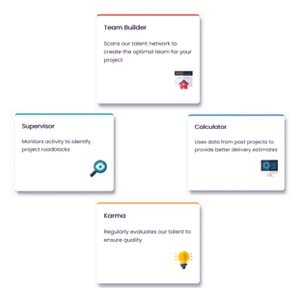 Team Builder
Scans our talent network to
create the optimal team for your
project
Supervisor
Monitors activity to identify
project roadblocks
Calculator
Uses data from past projects to
provide better delivery estimates
Karma
Regularly evaluates our talent to
ensure quality